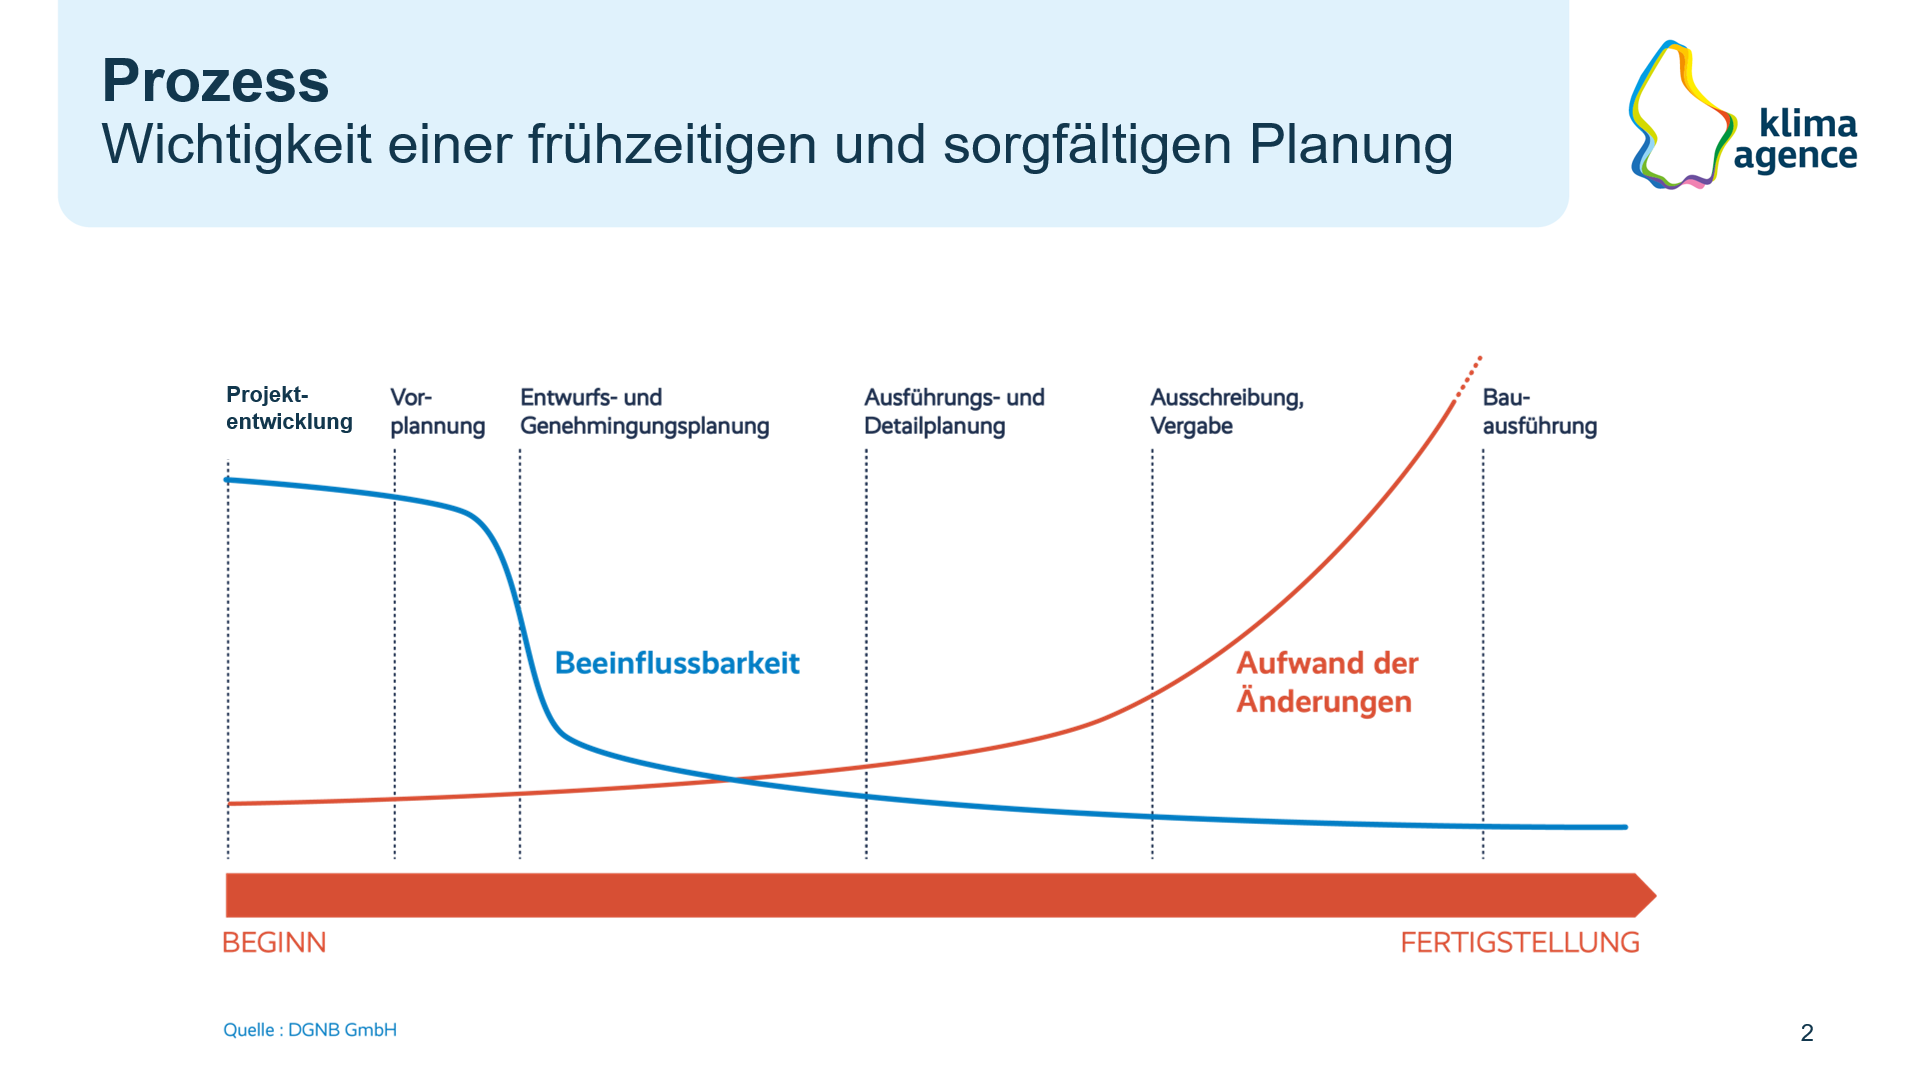 Prozess
Wichtigkeit einer frühzeitigen und sorgfältigen Planung
klima
agence
Projekt-
entwicklung
Vor-
plannung
Entwurfs- und
Genehmingungsplanung
Ausführungs- und
Detailplanung
Ausschreibung,
Vergabe
Bau-
ausführung
Beeinflussbarkeit
Aufwand der
Änderungen
BEGINN
FERTIGSTELLUNG
Quelle : DGNB GmbH
2